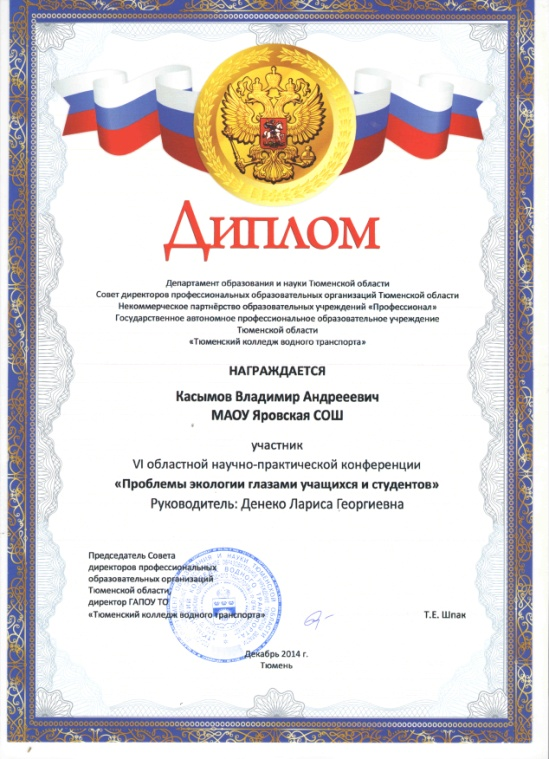 Диплом
Департамент образования и науки Тюменской области
Совет директоров профессиональных образовательных организаций Тюменской области
Некоммерческое партнёрство образовательных учреждений «Профессионал»
Государственное автономное профессиональное образовательное учреждение
Тюменской области
«Тюменский колледж водного транспорта»
НАГРАЖДАЕТСЯ
Касымов Владимир Андрееевич
МАОУ Яровская СОШ
участник
VI областной научно-практической конференции
«Проблемы экологии глазами учащихся и студентов»
Руководитель: Денеко Лариса Георгиевна
Председатель Совета
директоров профессиональных
образовательных организаций
Тюменской области,
директор ГАПОУ ТО
«Тюменский колледж водного транспорта»
Т.Е. Шпак
Декабрь 2014 г.
Тюмень